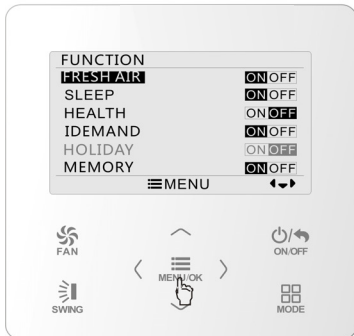 FUNCTION
FRESH AIR ON OFF
SLEEP ON OFF
HEALTH ON OFF
IDEMAND ON OFF
HOLIDAY ON OFF
MEMORY ON OFF
MENU
FAN
MENU/OK
ON/OFF
SWING
MODE